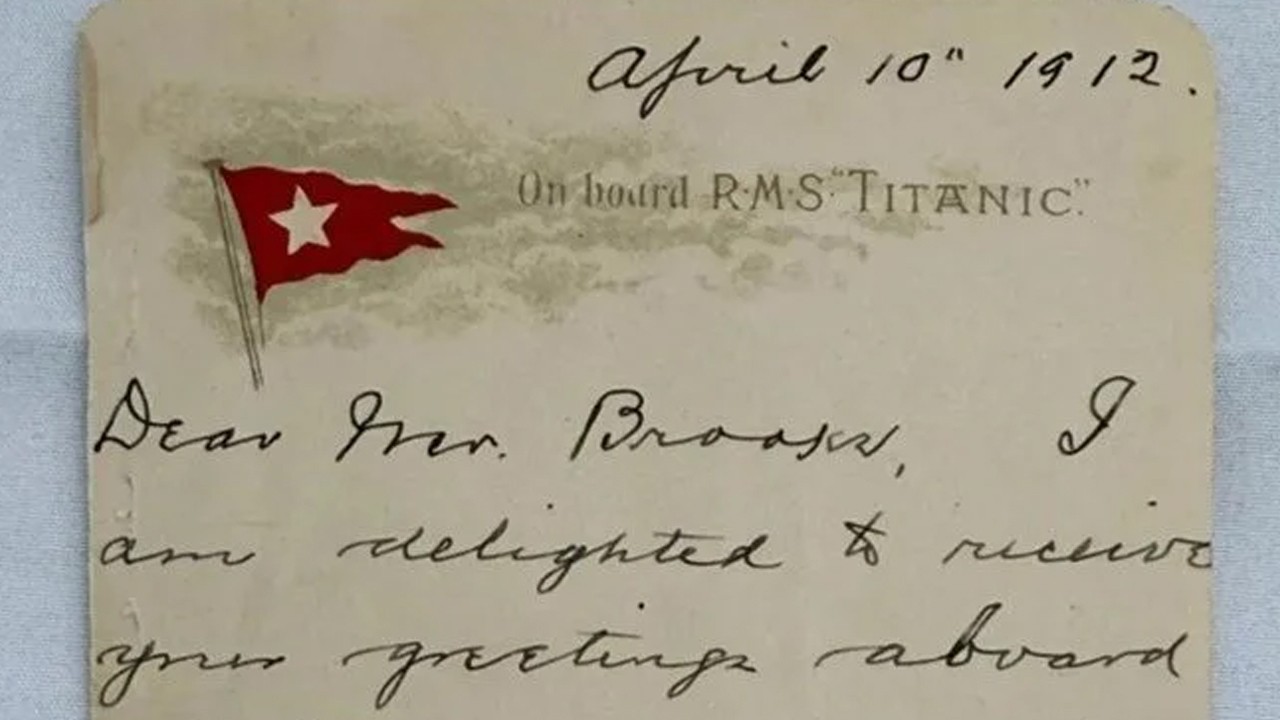 April 10" 1912.
On board R·M·S·"TITANIC".
Dear Mr. Brooks, I
am delighted to receive
your greetings aboard